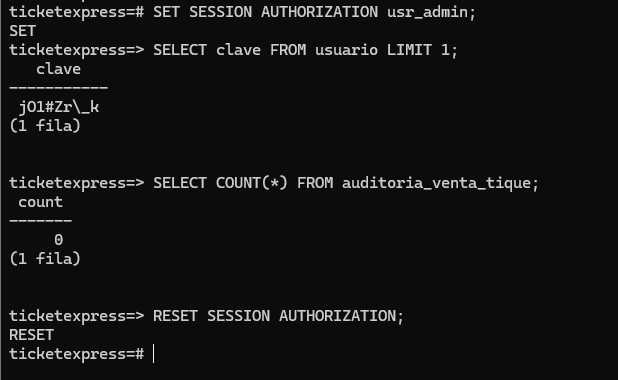 ticketexpress=# SET SESSION AUTHORIZATION usr_admin;
SET
ticketexpress=> SELECT clave FROM usuario LIMIT 1;
   clave
-----------
 jO1#Zr\_k
(1 fila)
ticketexpress=> SELECT COUNT(*) FROM auditoria_venta_tique;
 count
-------
     0
(1 fila)
ticketexpress=> RESET SESSION AUTHORIZATION;
RESET
ticketexpress=#